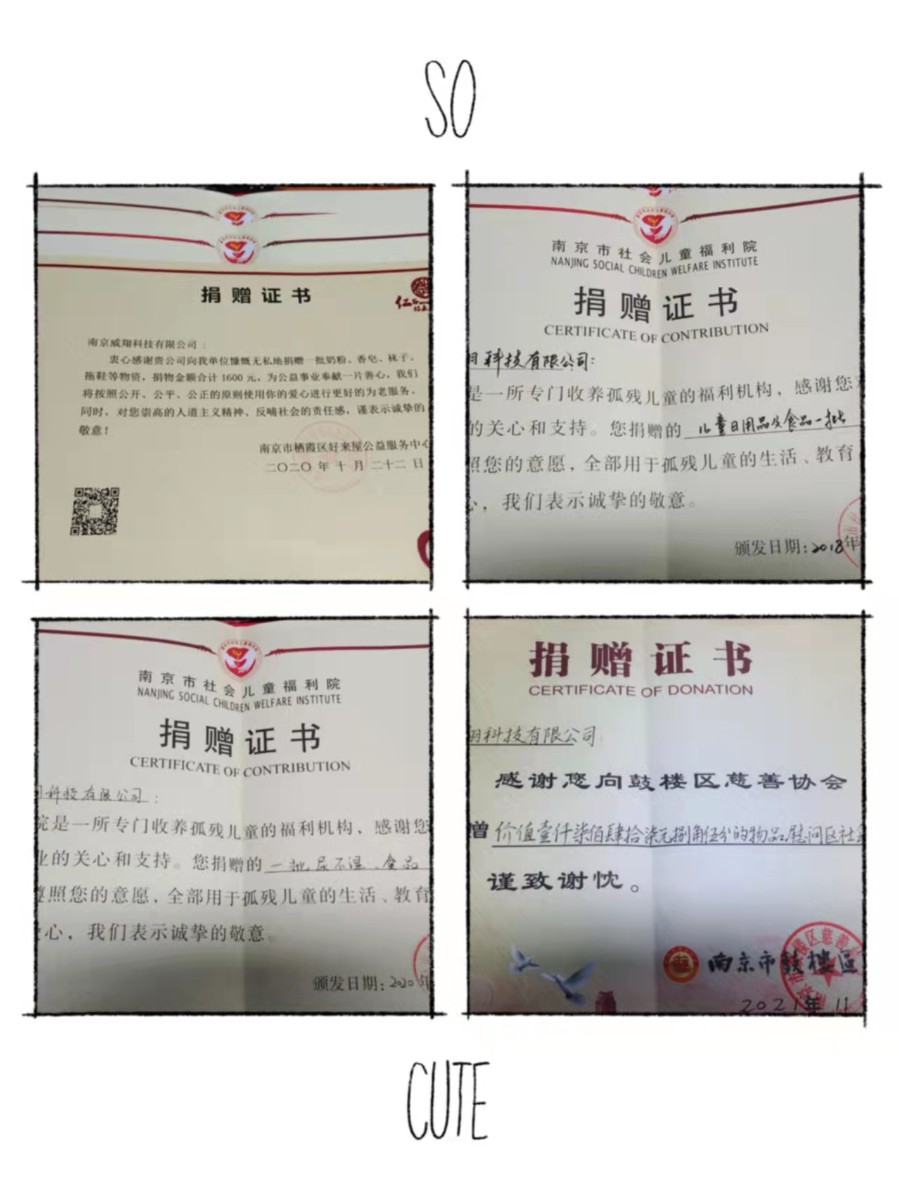 SO
捐赠证书
南京威翔科技有限公司：
衷心感谢贵公司向我单位慷慨无私地捐赠一批奶粉、香皂、袜子、
拖鞋等物资，捐物金额合计1600元，为公益事业奉献一片善心，我们
将按照公开、公平、公正的原则使用你的爱心进行更好的为老服务，
同时，对您崇高的人道主义精神、反哺社会的责任感，谨表示诚挚的
敬意！
南京市栖霞区好来屋公益服务中心
二〇二〇年十月二十二日
南京市社会儿童福利院
NANJING SOCIAL CHILDREN WELFARE INSTITUTE
捐赠证书
CERTIFICATE OF CONTRIBUTION
科技有限公司：
是一所专门收养孤残儿童的福利机构，感谢您
的关心和支持。您捐赠的 儿童日用品及食品一批
照您的意愿，全部用于孤残儿童的生活、教育
心，我们表示诚挚的敬意。
颁发日期：2018年
南京市社会儿童福利院
NANJING SOCIAL CHILDREN WELFARE INSTITUTE
捐赠证书
CERTIFICATE OF CONTRIBUTION
科技有限公司：
院是一所专门收养孤残儿童的福利机构，感谢您
业的关心和支持。您捐赠的 一批尿不湿、食品
遵照您的意愿，全部用于孤残儿童的生活、教育
心，我们表示诚挚的敬意。
颁发日期：2020年
捐赠证书
CERTIFICATE OF DONATION
科技有限公司：
感谢您向鼓楼区慈善协会
赠 价值壹仟柒佰肆拾柒元捌角伍分的物品，慰问区社
谨致谢忱。
南京市鼓楼区
2021年11
CUTE